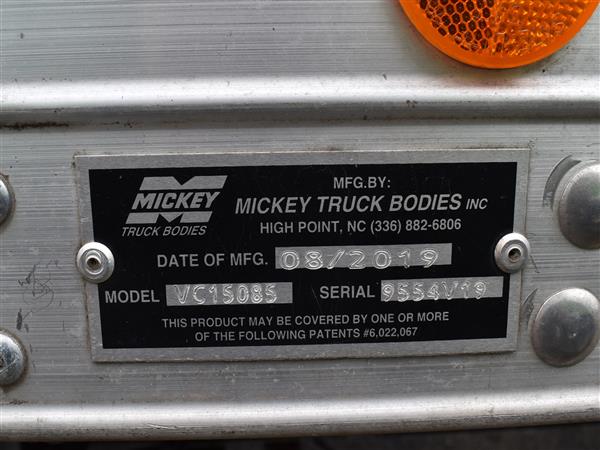 MICKEY
TRUCK BODIES
MFG.BY:
MICKEY TRUCK BODIES INC
HIGH POINT, NC (336) 882-6806
DATE OF MFG. 08/2019
MODEL VC15085 SERIAL 9554V19
THIS PRODUCT MAY BE COVERED BY ONE OR MORE
OF THE FOLLOWING PATENTS #6,022,067